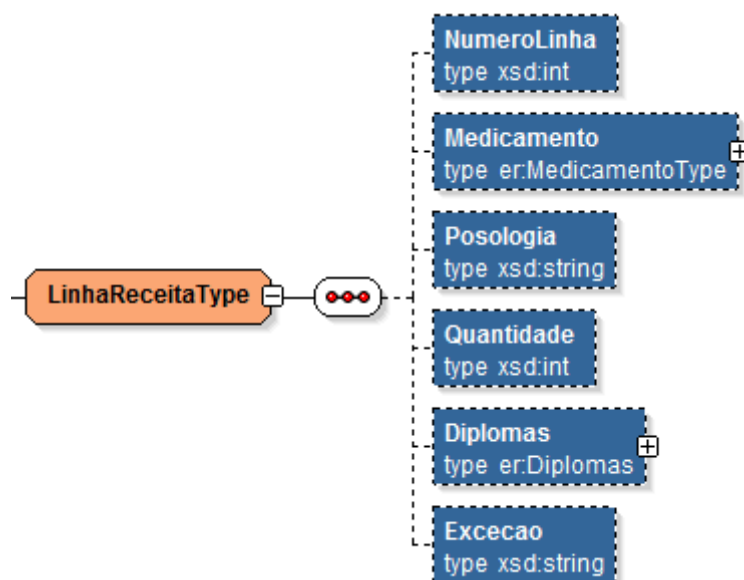 NumeroLinha
type xsd:int
Medicamento
type er:MedicamentoType
Posologia
type xsd:string
LinhaReceitaType
Quantidade
type xsd:int
Diplomas
type er:Diplomas
Excecao
type xsd:string